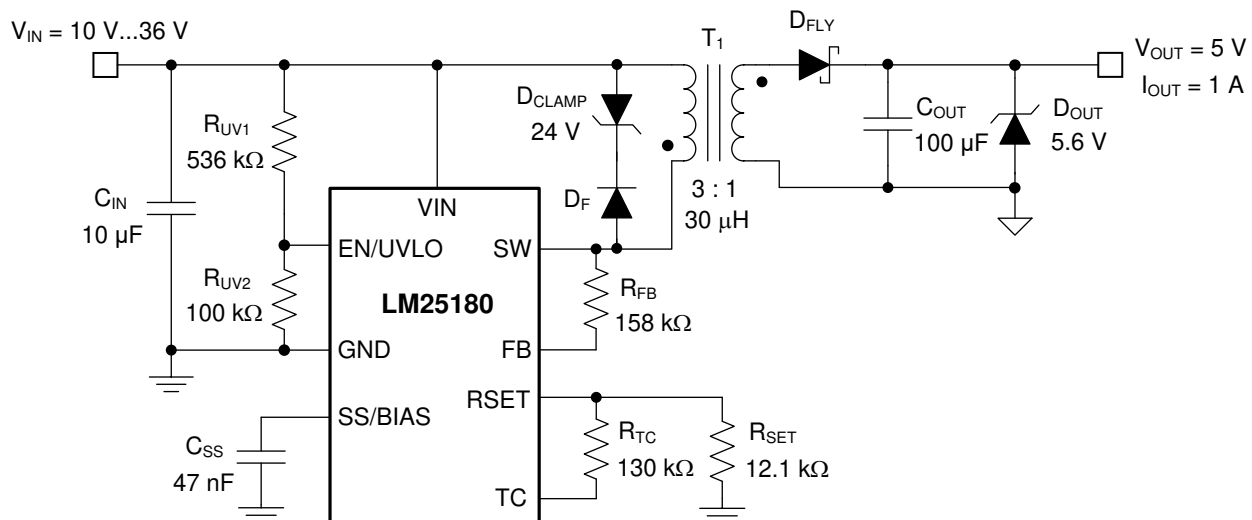 V_IN = 10 V...36 V
D_FLY
T_1
V_OUT = 5 V
I_OUT = 1 A
D_CLAMP
24 V
C_OUT
100 µF
D_OUT
5.6 V
R_UV1
536 kΩ
3 : 1
30 µH
D_F
C_IN
10 µF
VIN
EN/UVLO
SW
R_UV2
100 kΩ
LM25180
R_FB
158 kΩ
GND
FB
RSET
SS/BIAS
C_SS
47 nF
R_TC
130 kΩ
R_SET
12.1 kΩ
TC